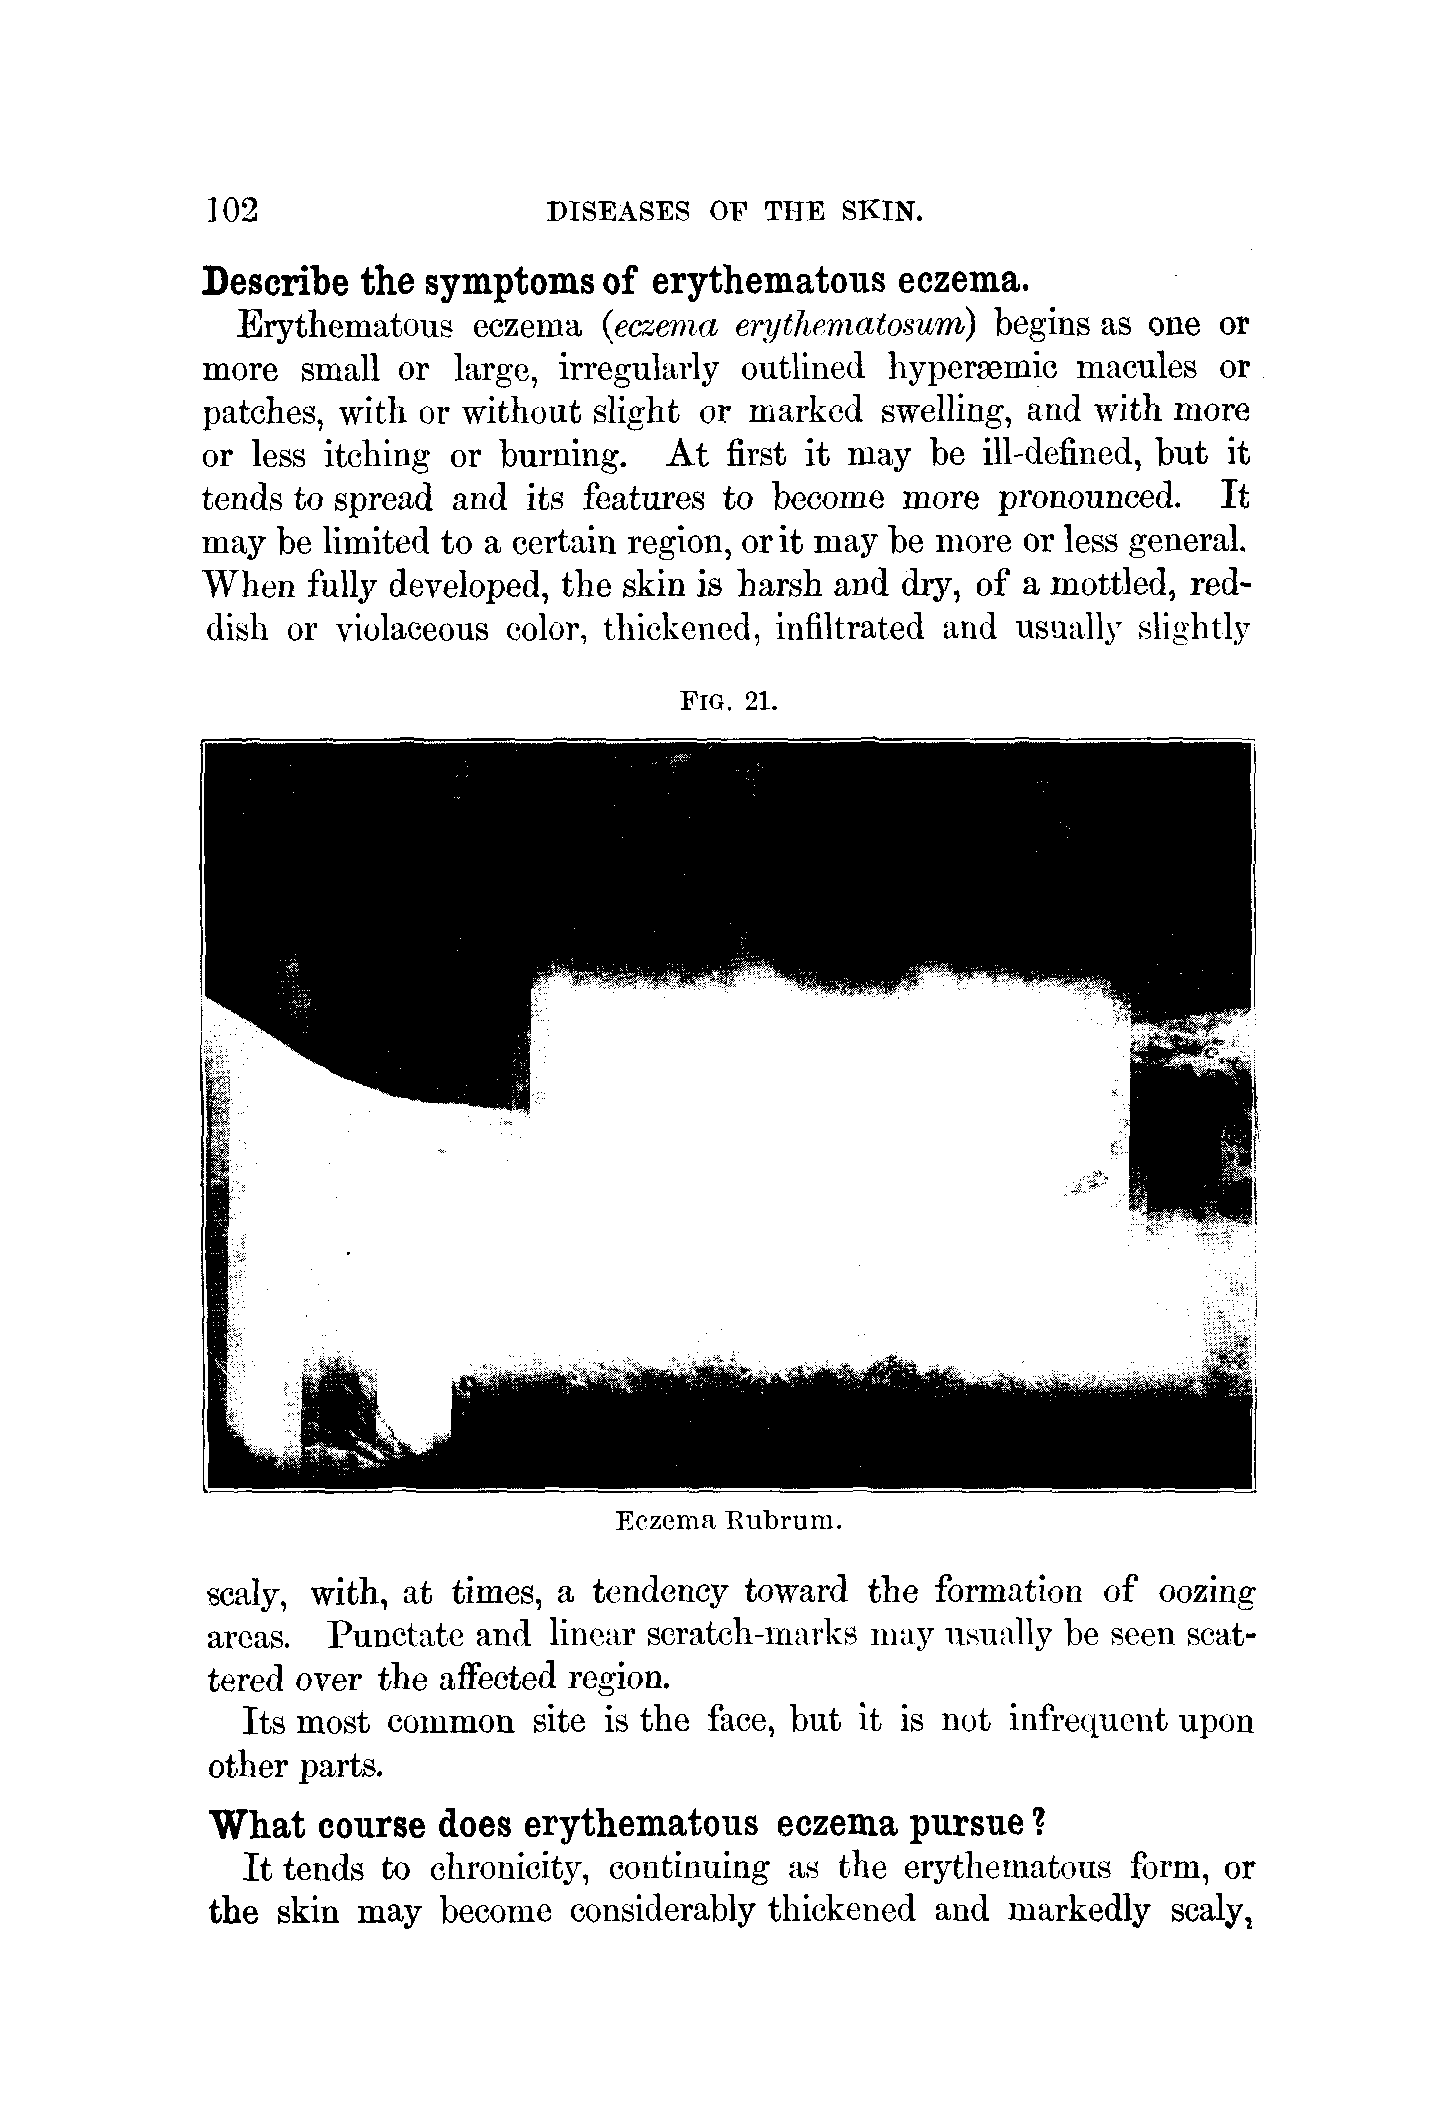 102 DISEASES OF THE SKIN.
Describe the symptoms of erythematous eczema.
Erythematous eczema (eczema erythematosum) begins as one or
more small or large, irregularly outlined hyperæmic macules or
patches, with or without slight or marked swelling, and with more
or less itching or burning. At first it may be ill-defined, but it
tends to spread and its features to become more pronounced. It
may be limited to a certain region, or it may be more or less general.
When fully developed, the skin is harsh and dry, of a mottled, red-
dish or violaceous color, thickened, infiltrated and usually slightly
FIG. 21.
Eczema Rubrum.
scaly, with, at times, a tendency toward the formation of oozing
areas. Punctate and linear scratch-marks may usually be seen scat-
tered over the affected region.
Its most common site is the face, but it is not infrequent upon
other parts.
What course does erythematous eczema pursue?
It tends to chronicity, continuing as the erythematous form, or
the skin may become considerably thickened and markedly scaly,